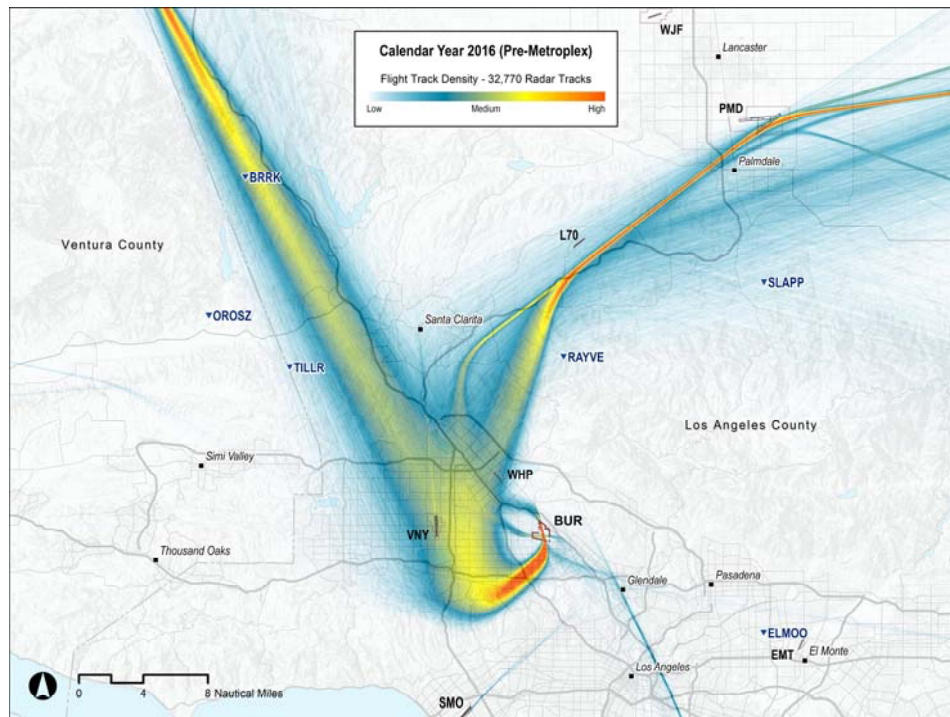 WJF
Lancaster
Calendar Year 2016 (Pre-Metroplex)
Flight Track Density - 32,770 Radar Tracks
Low Medium High
PMD
Palmdale
BRRK
Ventura County
L70
SLAPP
OROSZ
Santa Clarita
RAYVE
TILLR
Los Angeles County
Simi Valley
WHP
BUR
VNY
Thousand Oaks
Glendale
Pasadena
ELMOO
EMT
El Monte
Los Angeles
0 4 8 Nautical Miles
SMO